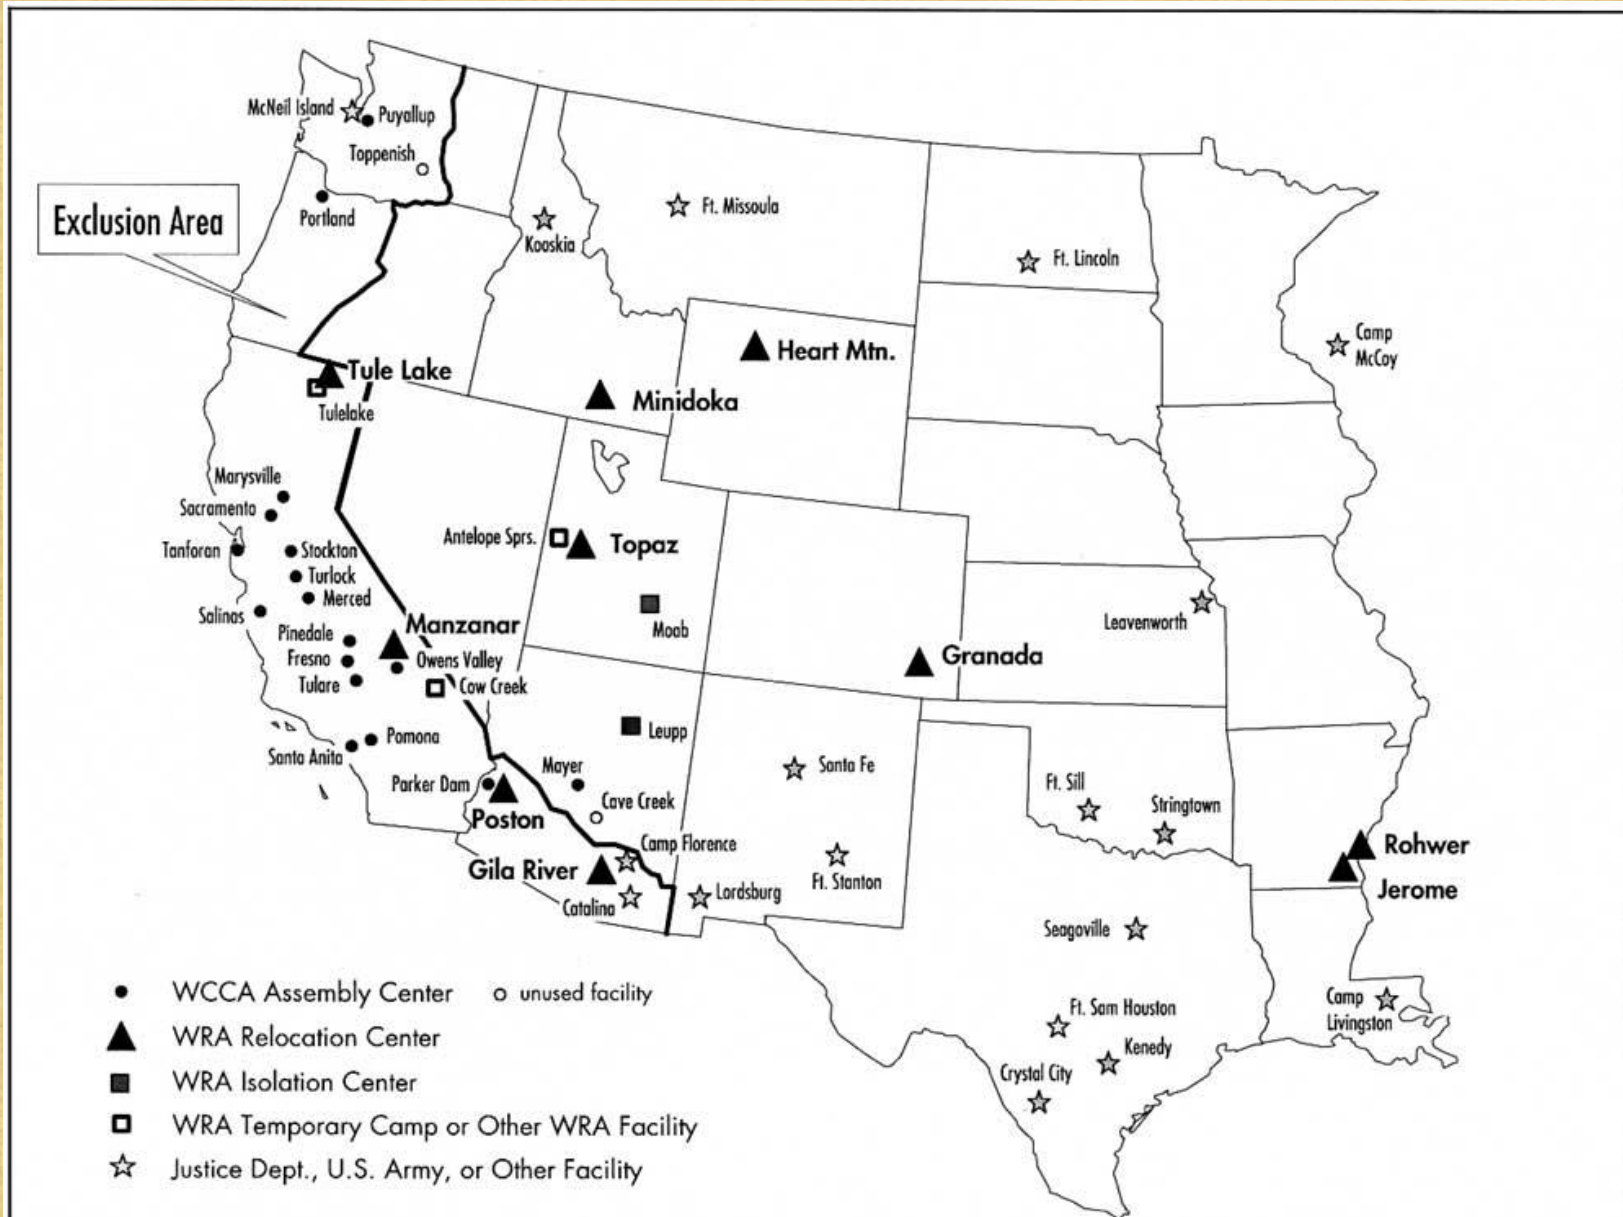 McNeil Island
Puyallup
Toppenish
Exclusion Area
Portland
Kooskia
Ft. Missoula
Ft. Lincoln
Camp
McCoy
Heart Mtn.
Tule Lake
Tulelake
Minidoka
Marysville
Sacramento
Tanforan
Stockton
Turlock
Merced
Salinas
Pinedale
Fresno
Tulare
Manzanar
Owens Valley
Cow Creek
Antelope Sprs.
Topaz
Moab
Leavenworth
Granada
Leupp
Pomona
Santa Anita
Parker Dam
Mayer
Cave Creek
Poston
Camp Florence
Gila River
Catalina
Lordsburg
Santa Fe
Ft. Stanton
Ft. Sill
Stringtown
Rohwer
Jerome
Seagoville
Ft. Sam Houston
Kenedy
Crystal City
Camp
Livingston
WCCA Assembly Center
unused facility
WRA Relocation Center
WRA Isolation Center
WRA Temporary Camp or Other WRA Facility
Justice Dept., U.S. Army, or Other Facility